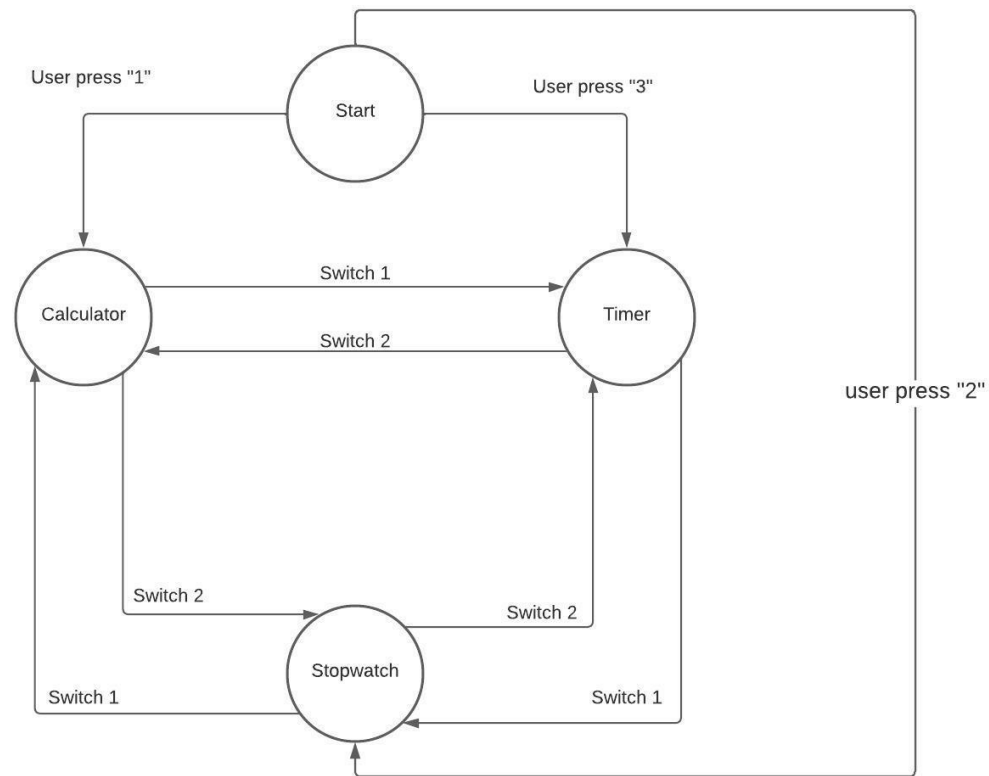 User press "1"
Start
User press "3"
Calculator
Switch 1
Timer
Switch 2
user press "2"
Switch 2
Switch 2
Stopwatch
Switch 1
Switch 1